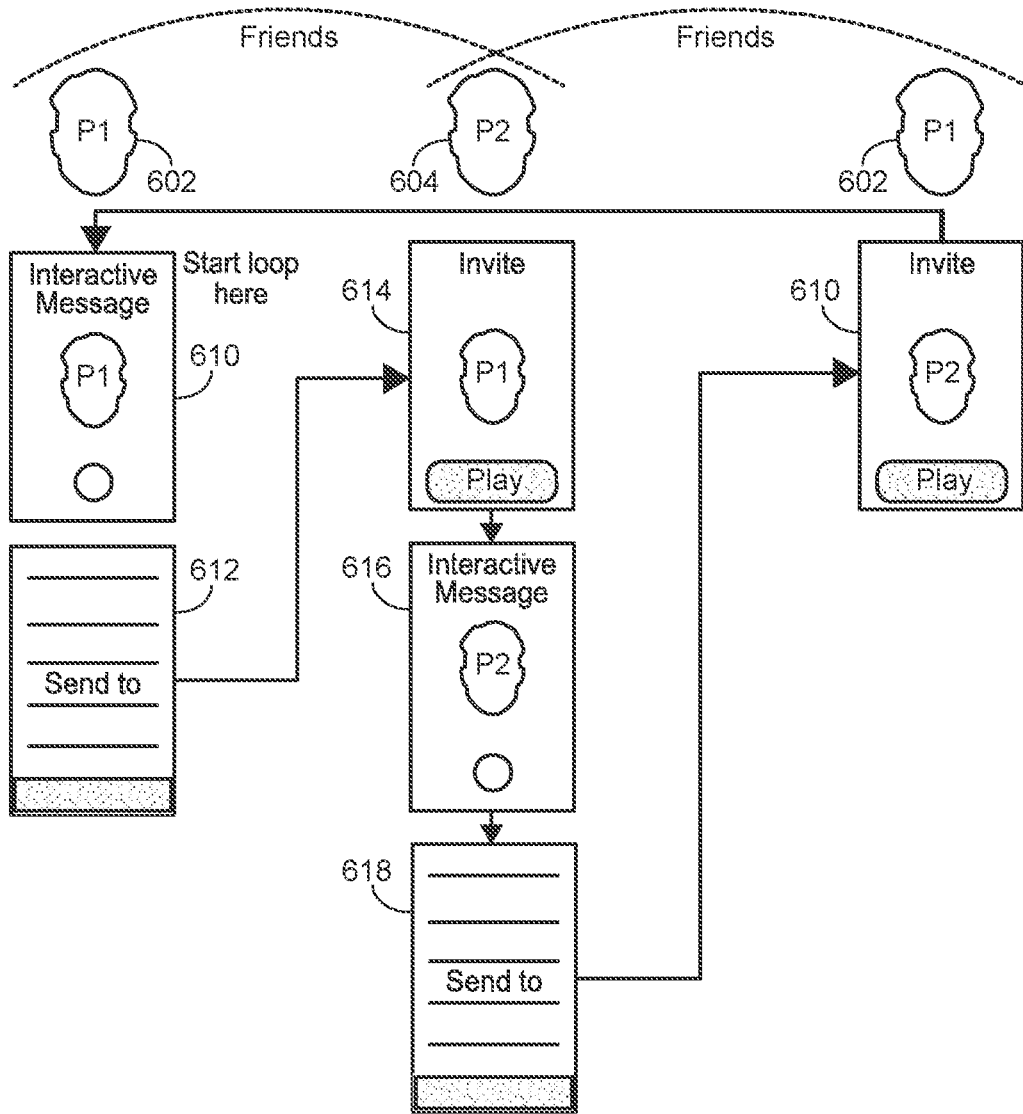 Friends
Friends
P1
P2
P1
602
604
602
Interactive
Message
Start loop
here
P1
610
614
Invite
P1
Play
610
Invite
P2
Play
612
Send to
616
Interactive
Message
P2
618
Send to